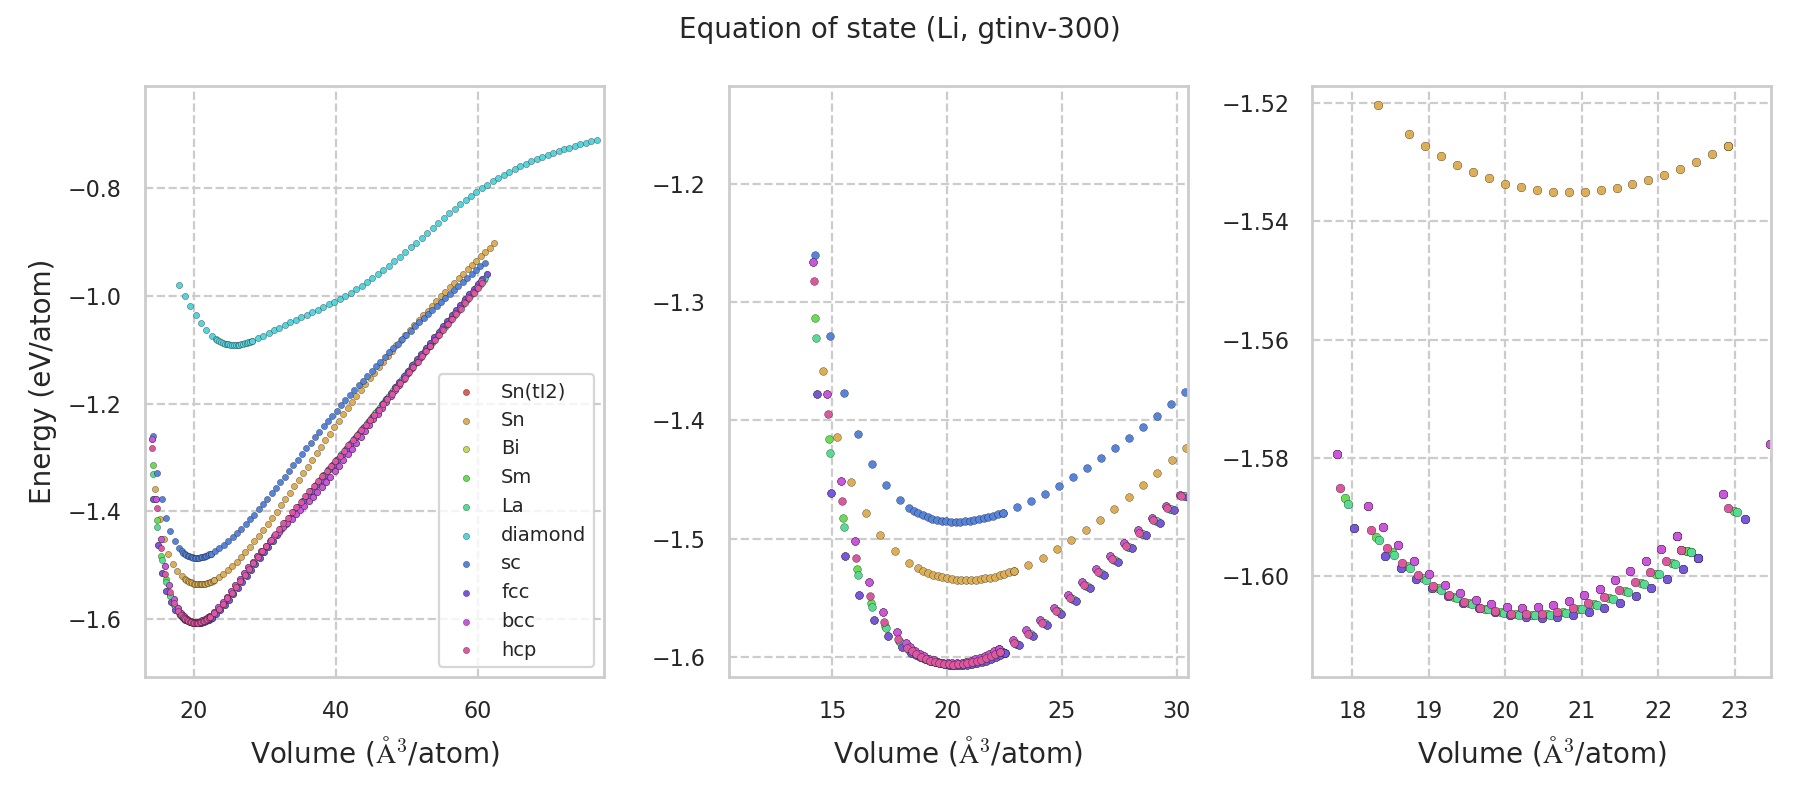 Equation of state (Li, gtinv-300)
Energy (eV/atom)
−0.8
−1.0
−1.2
−1.4
−1.6
20
40
60
Volume (Å³/atom)
Sn(tI2)
Sn
Bi
Sm
La
diamond
sc
fcc
bcc
hcp
−1.2
−1.3
−1.4
−1.5
−1.6
15
20
25
30
Volume (Å³/atom)
−1.52
−1.54
−1.56
−1.58
−1.60
18
19
20
21
22
23
Volume (Å³/atom)